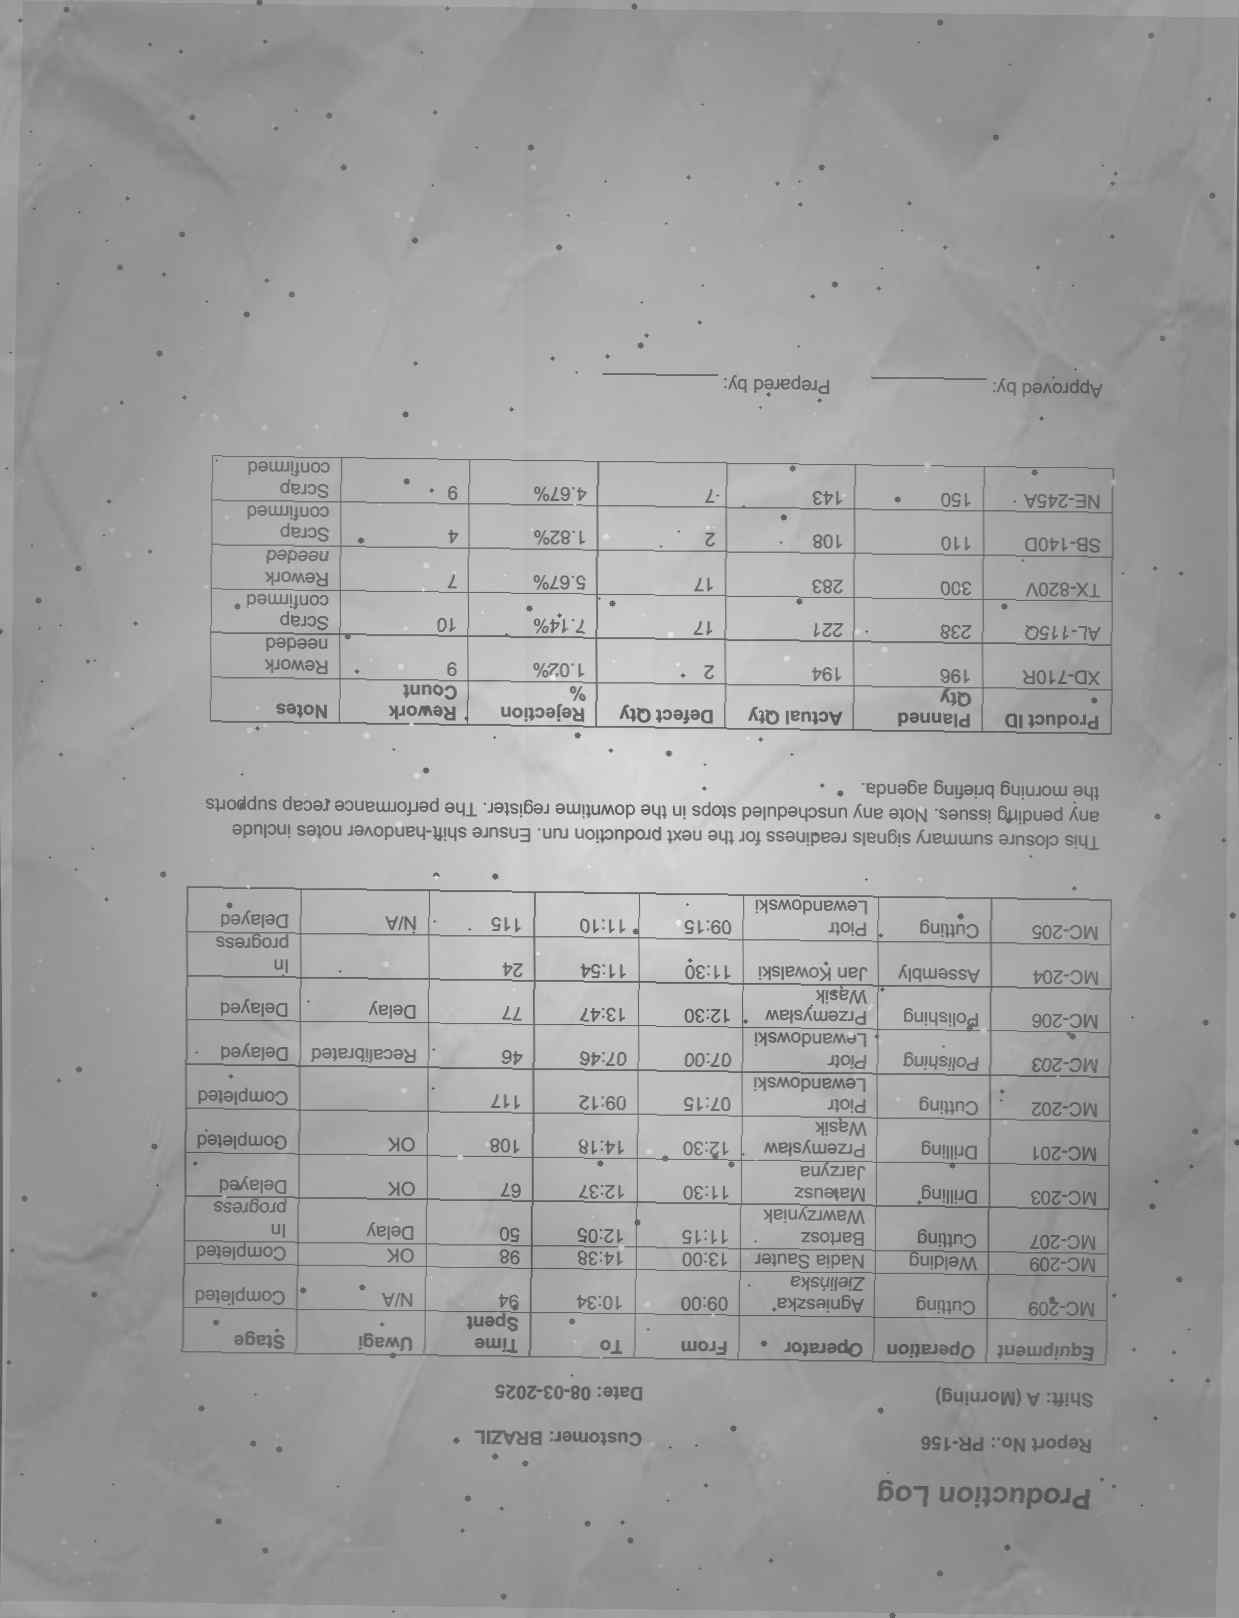 Production Log
Report No.: PR-156 Customer: BRAZIL
Shift: A (Morning) Date: 08-03-2025
Equipment Operation Operator From To Time Spent Uwagi Stage
MC-209 Cutting Agnieszka Zielińska 09:00 10:34 94 N/A Completed
MC-209 Welding Nadia Sauter 13:00 14:38 98 OK Completed
MC-207 Cutting Bartosz Wawrzyniak 11:15 12:05 50 Delay In progress
MC-203 Drilling Mateusz Jarzyna 11:30 12:37 67 OK Delayed
MC-201 Drilling Przemysław Wąsik 12:30 14:18 108 OK Completed
MC-202 Cutting Piotr Lewandowski 07:15 09:12 117 Completed
MC-203 Polishing Piotr Lewandowski 07:00 07:46 46 Recalibrated Delayed
MC-206 Polishing Przemysław Wąsik 12:30 13:47 77 Delay Delayed
MC-204 Assembly Jan Kowalski 11:30 11:54 24 In progress
MC-205 Cutting Piotr Lewandowski 09:15 11:10 115 N/A Delayed
This closure summary signals readiness for the next production run. Ensure shift-handover notes include
any pending issues. Note any unscheduled stops in the downtime register. The performance recap supports
the morning briefing agenda.
Product ID Planned Qty Actual Qty Defect Qty Rejection % Rework Count Notes
XD-710R 196 194 2 1.02% 9 Rework needed
AL-115Q 238 221 17 7.14% 10 Scrap confirmed
TX-820V 300 283 17 5.67% 7 Rework needed
SB-140D 110 108 2 1.82% 4 Scrap confirmed
NE-245A 150 143 7 4.67% 9 Scrap confirmed
Approved by: Prepared by: